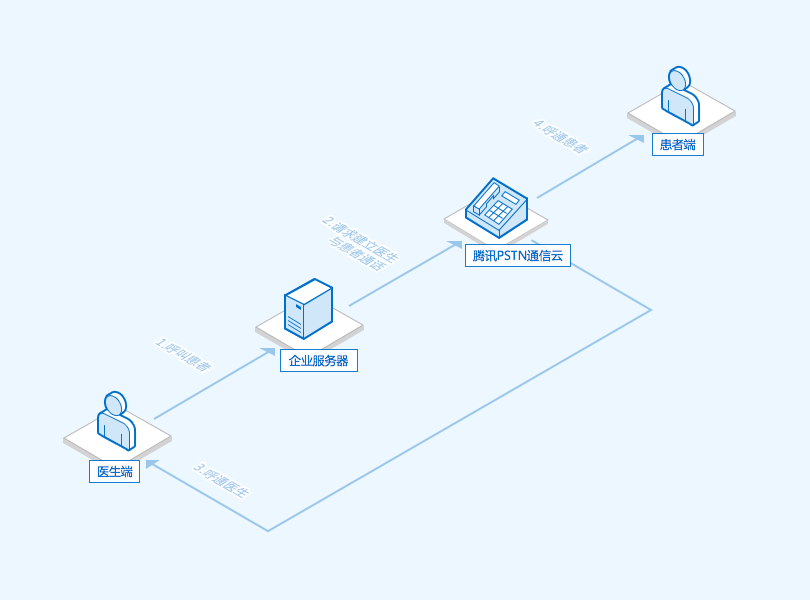 4.呼通患者
患者端
2.请求建立医生
与患者通话
腾讯PSTN通信云
1.呼叫患者
企业服务器
医生端
3.呼通医生